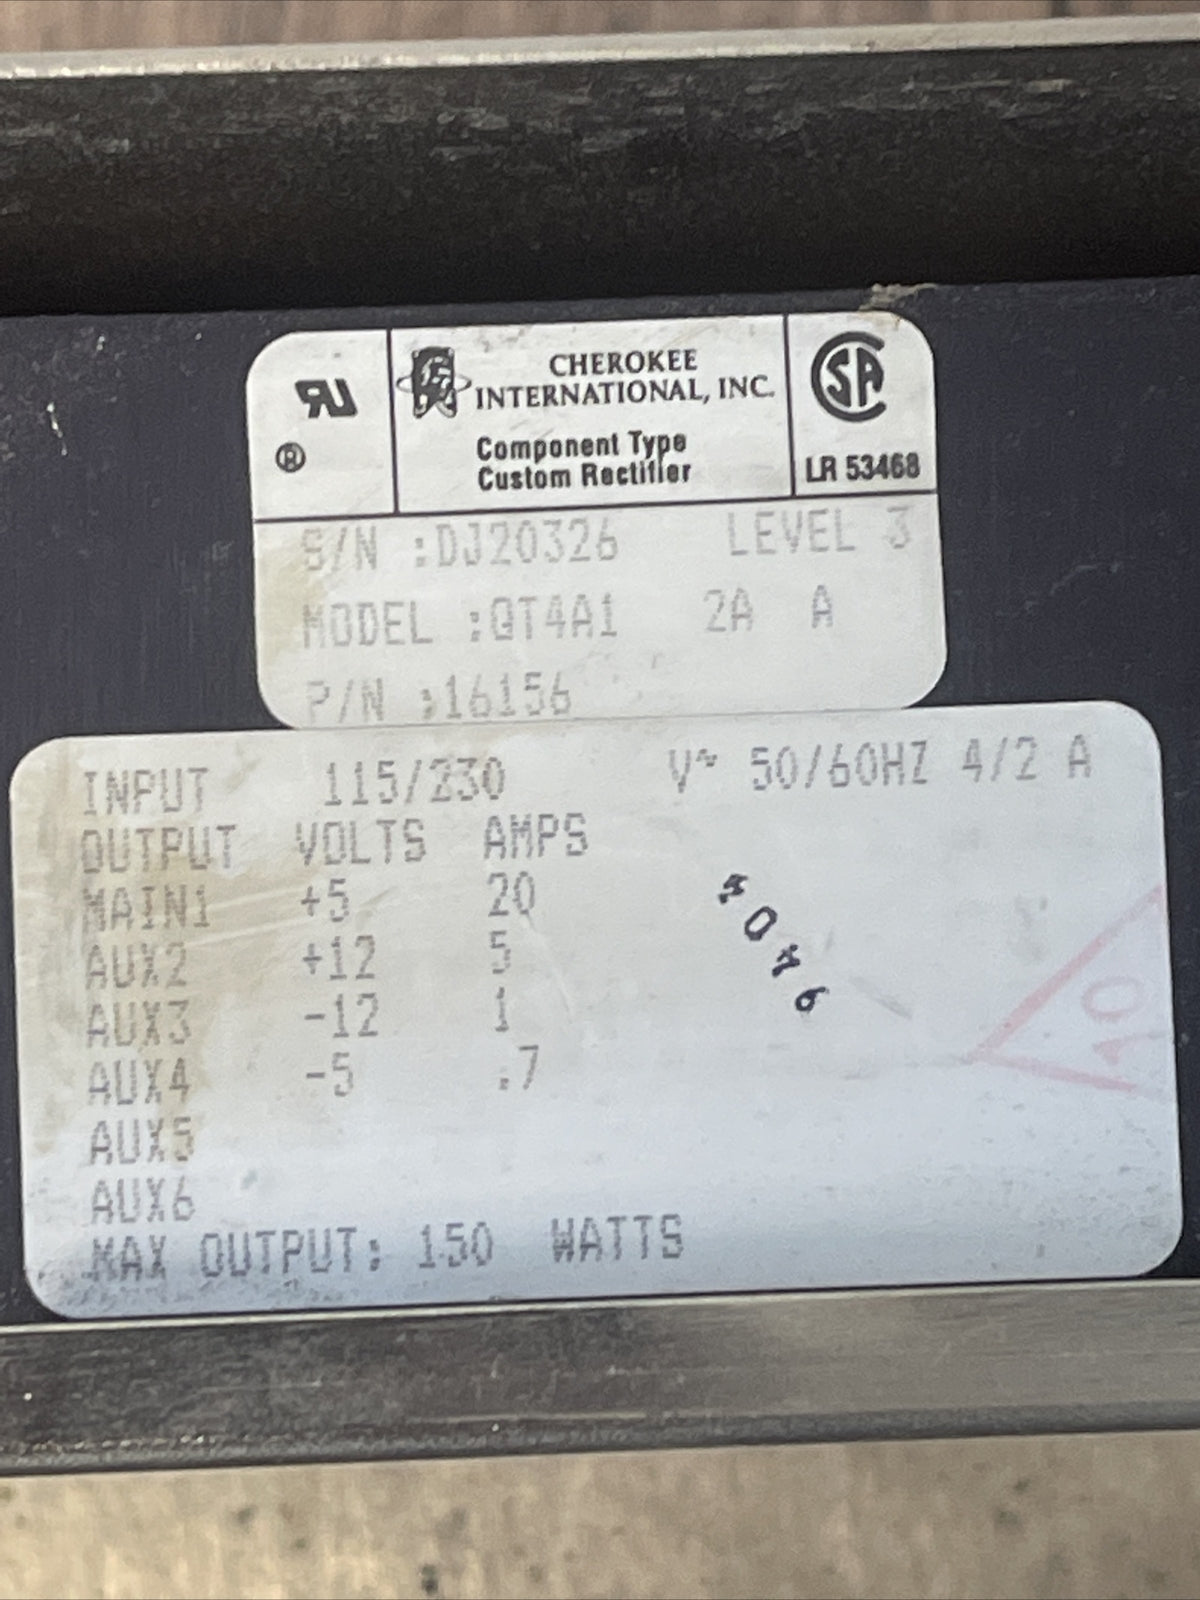 CHEROKEE
INTERNATIONAL, INC.
Component Type
Custom Rectifier
®
SA
LR 53468
S/N :DJ20326 LEVEL 3
MODEL :QT4A1 2A A
P/N :16156
INPUT 115/230 V~ 50/60HZ 4/2 A
OUTPUT VOLTS AMPS
MAIN1 +5 20
AUX2 +12 5
AUX3 -12 1
AUX4 -5 .7
AUX5
AUX6
MAX OUTPUT: 150 WATTS
10